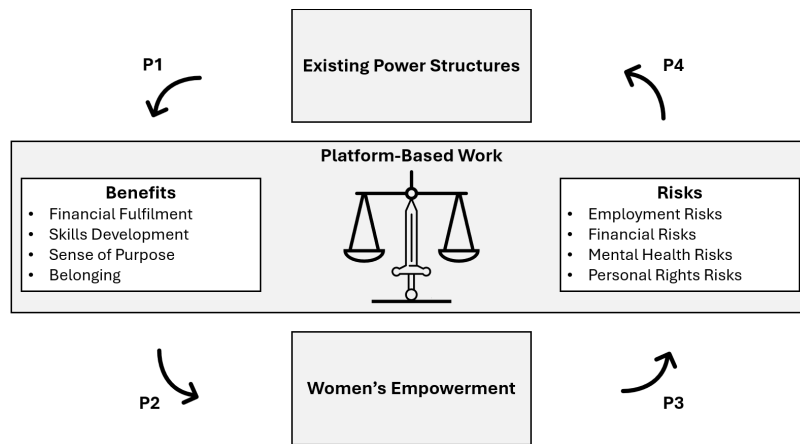 Existing Power Structures
P1
P4
Platform-Based Work
Benefits
• Financial Fulfilment
• Skills Development
• Sense of Purpose
• Belonging
Risks
• Employment Risks
• Financial Risks
• Mental Health Risks
• Personal Rights Risks
P2
Women’s Empowerment
P3